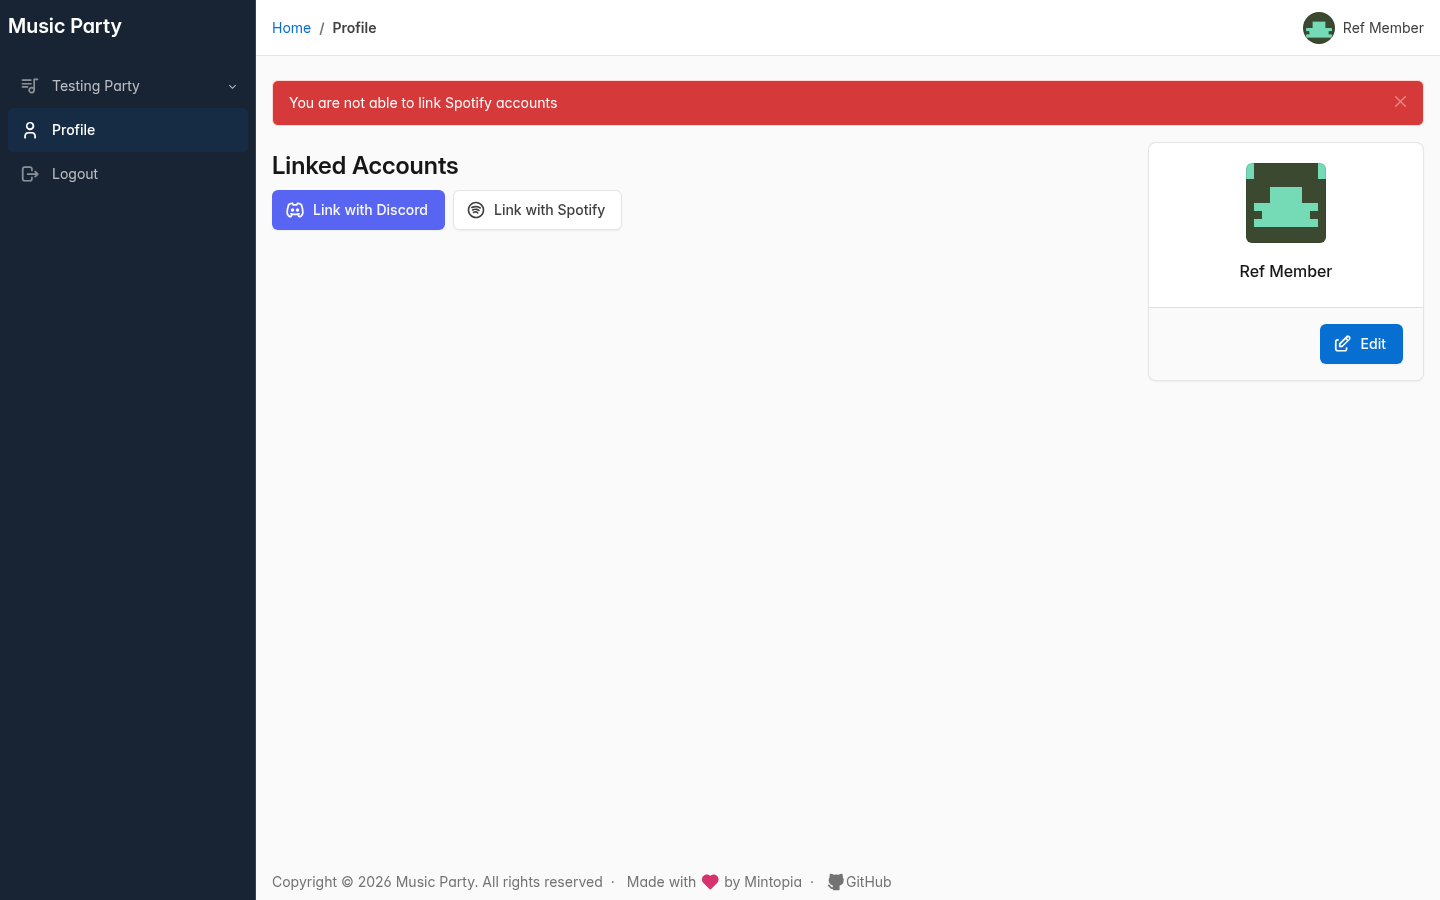 Music Party
Home / Profile
Ref Member
Testing Party
Profile
Logout
You are not able to link Spotify accounts
Linked Accounts
Link with Discord
Link with Spotify
Ref Member
Edit
Copyright © 2026 Music Party. All rights reserved · Made with by Mintopia · GitHub